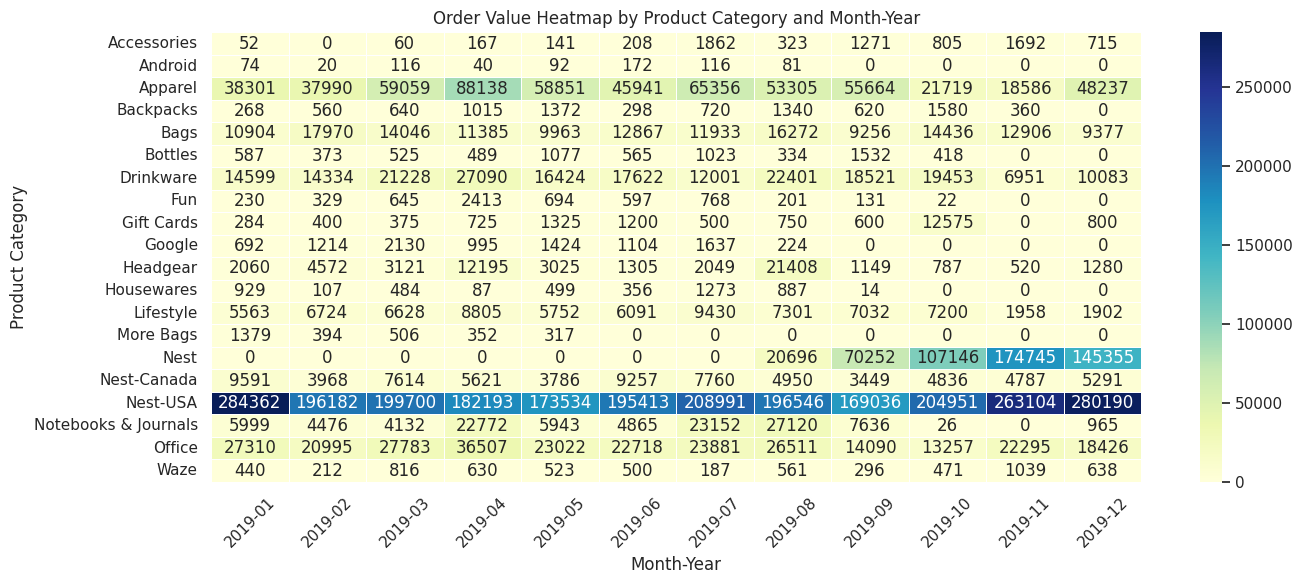 Order Value Heatmap by Product Category and Month-Year
Accessories 52 0 60 167 141 208 1862 323 1271 805 1692 715
Android 74 20 116 40 92 172 116 81 0 0 0 0
Apparel 38301 37990 59059 88138 58851 45941 65356 53305 55664 21719 18586 48237
Backpacks 268 560 640 1015 1372 298 720 1340 620 1580 360 0
Bags 10904 17970 14046 11385 9963 12867 11933 16272 9256 14436 12906 9377
Bottles 587 373 525 489 1077 565 1023 334 1532 418 0 0
Drinkware 14599 14334 21228 27090 16424 17622 12001 22401 18521 19453 6951 10083
Fun 230 329 645 2413 694 597 768 201 131 22 0 0
Gift Cards 284 400 375 725 1325 1200 500 750 600 12575 0 800
Google 692 1214 2130 995 1424 1104 1637 224 0 0 0 0
Headgear 2060 4572 3121 12195 3025 1305 2049 21408 1149 787 520 1280
Housewares 929 107 484 87 499 356 1273 887 14 0 0 0
Lifestyle 5563 6724 6628 8805 5752 6091 9430 7301 7032 7200 1958 1902
More Bags 1379 394 506 352 317 0 0 0 0 0 0 0
Nest 0 0 0 0 0 0 0 20696 70252 107146 174745 145355
Nest-Canada 9591 3968 7614 5621 3786 9257 7760 4950 3449 4836 4787 5291
Nest-USA 284362 196182 199700 182193 173534 195413 208991 196546 169036 204951 263104 280190
Notebooks & Journals 5999 4476 4132 22772 5943 4865 23152 27120 7636 26 0 965
Office 27310 20995 27783 36507 23022 22718 23881 26511 14090 13257 22295 18426
Waze 440 212 816 630 523 500 187 561 296 471 1039 638
2019-01 2019-02 2019-03 2019-04 2019-05 2019-06 2019-07 2019-08 2019-09 2019-10 2019-11 2019-12
Month-Year
Product Category
250000
200000
150000
100000
50000
0